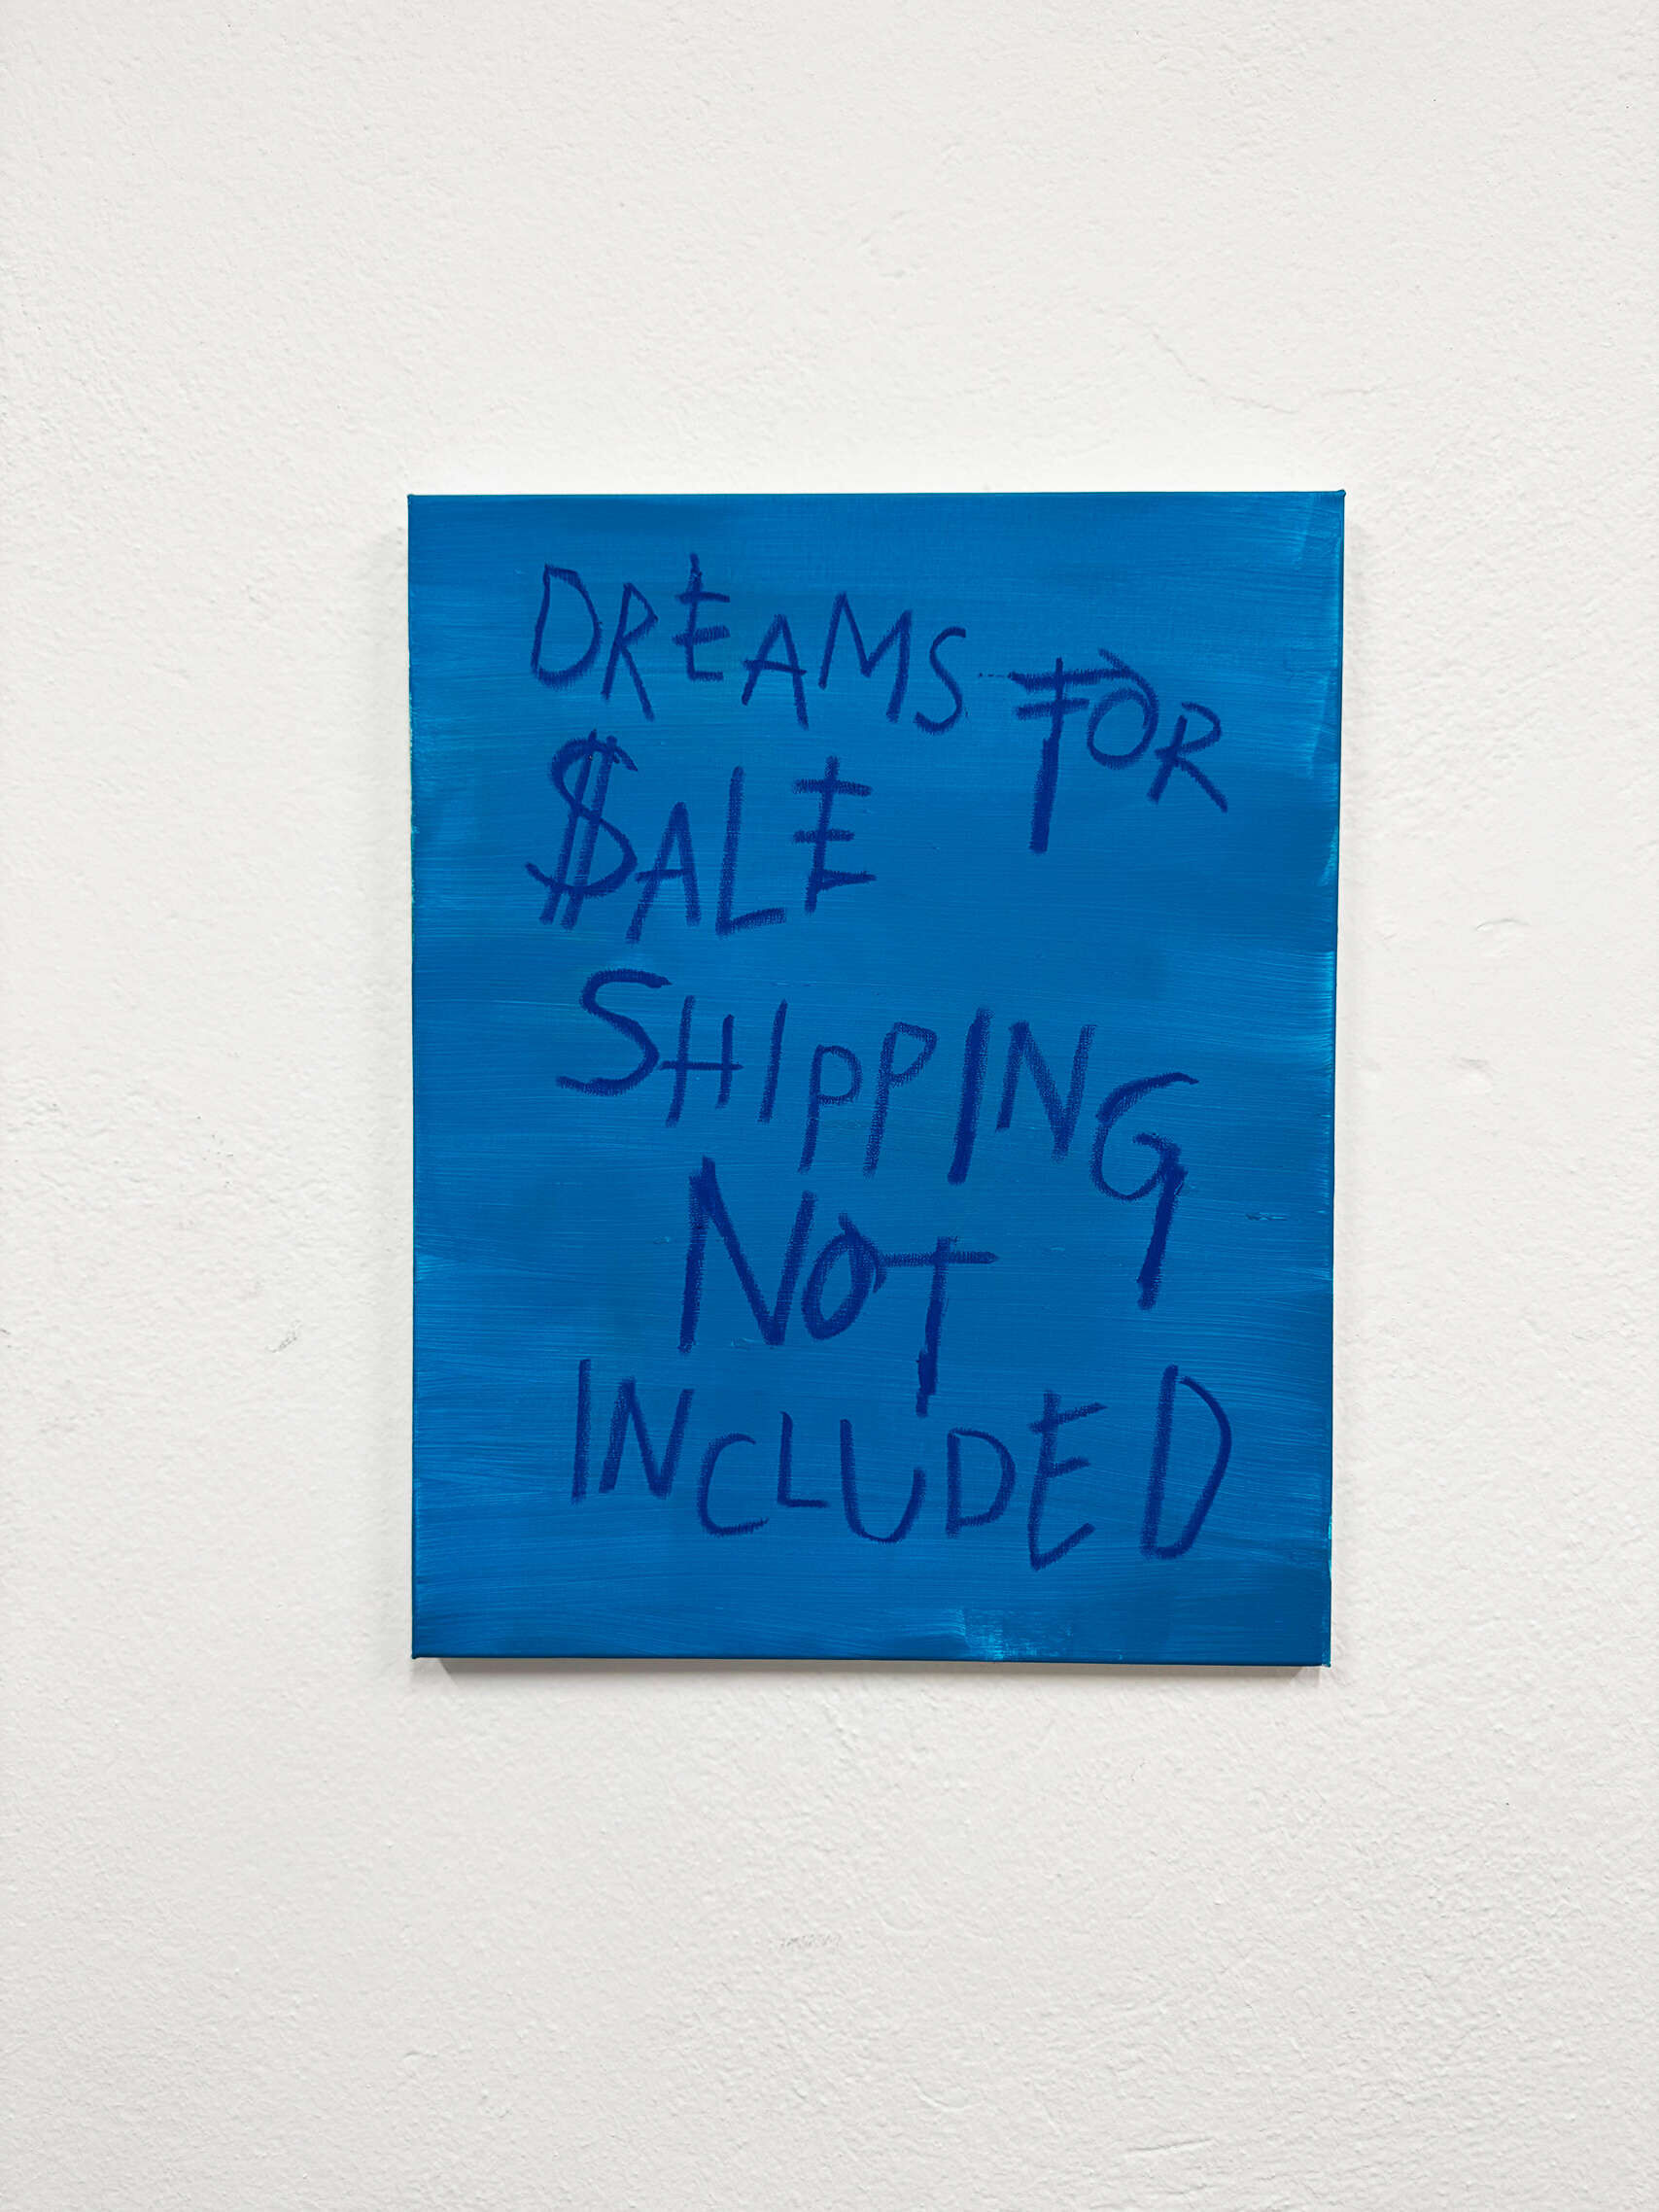 DREAMS FOR
$ALE
SHIPPING
NOT
INCLUDED